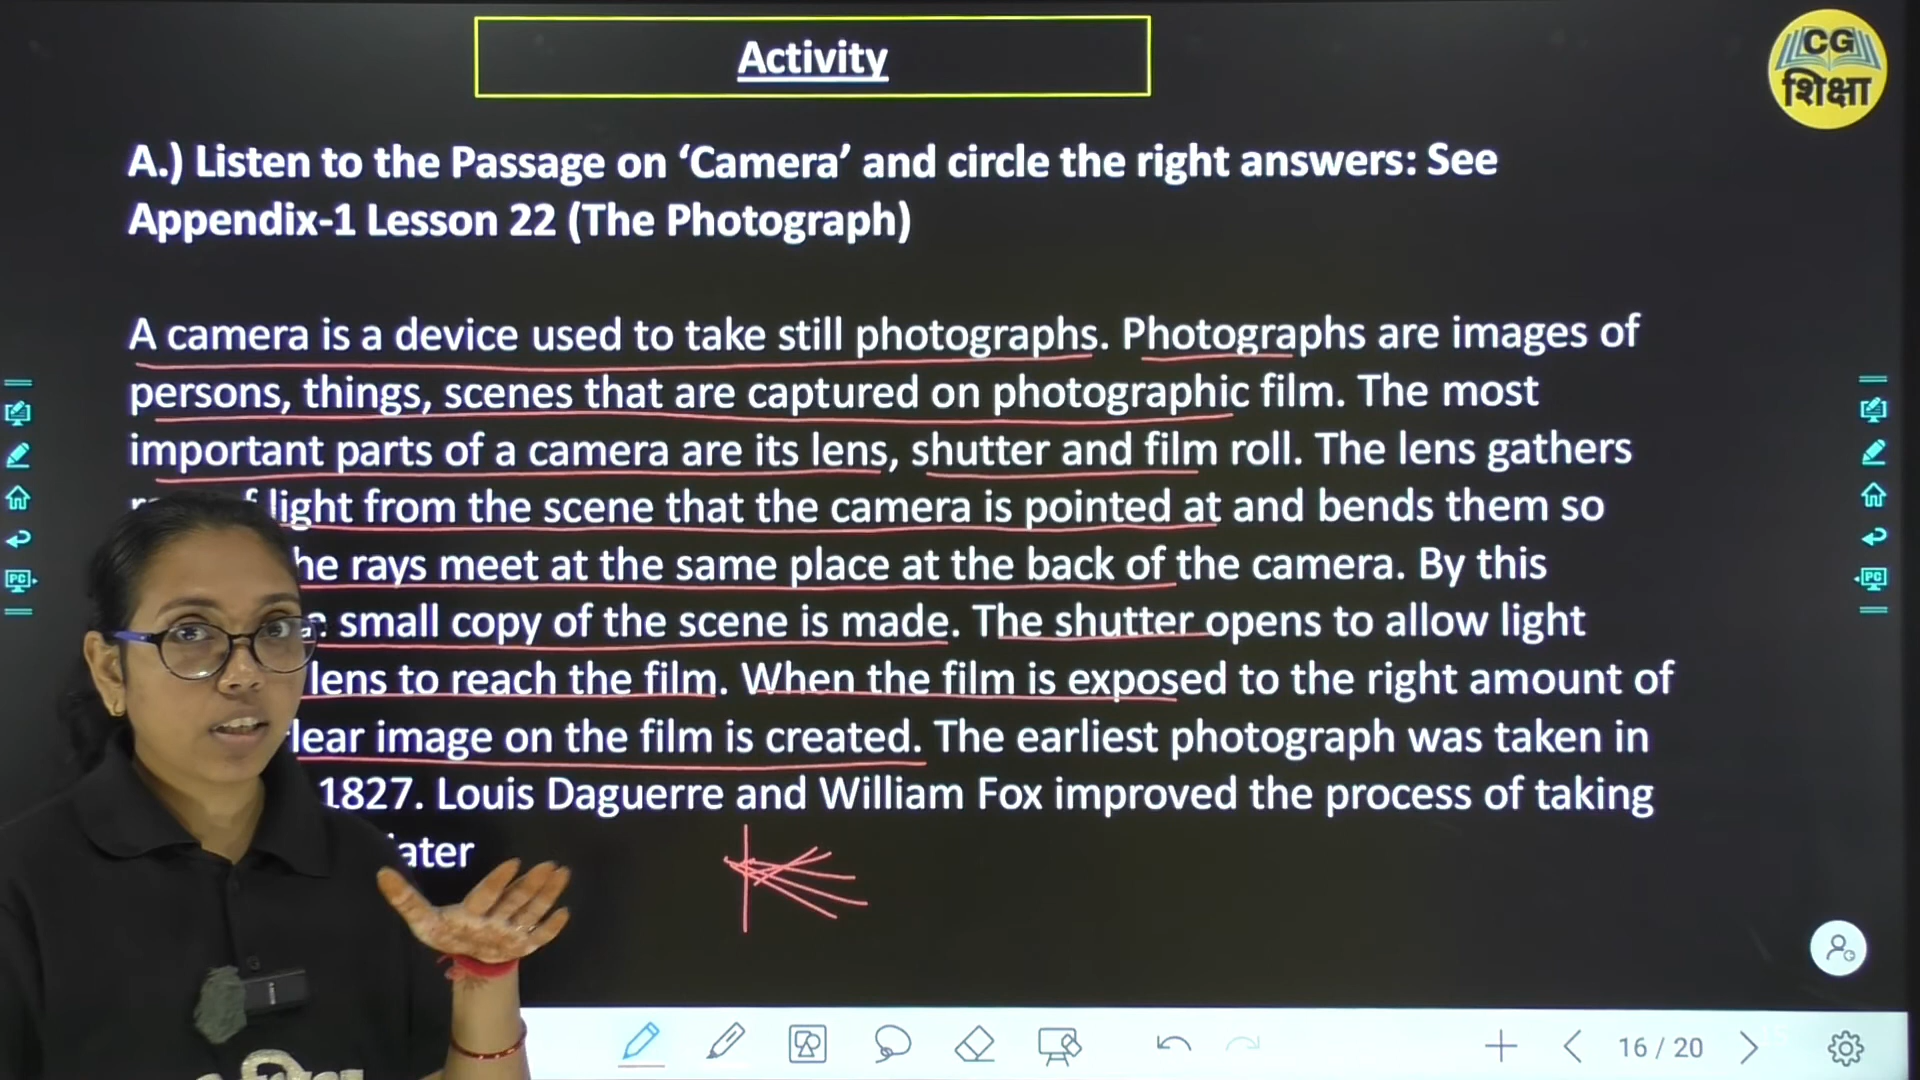 Activity
CG
शिक्षा
A.) Listen to the Passage on ‘Camera’ and circle the right answers: See
Appendix-1 Lesson 22 (The Photograph)
A camera is a device used to take still photographs. Photographs are images of
persons, things, scenes that are captured on photographic film. The most
important parts of a camera are its lens, shutter and film roll. The lens gathers
light from the scene that the camera is pointed at and bends them so
he rays meet at the same place at the back of the camera. By this
a small copy of the scene is made. The shutter opens to allow light
lens to reach the film. When the film is exposed to the right amount of
lear image on the film is created. The earliest photograph was taken in
1827. Louis Daguerre and William Fox improved the process of taking
later
PC
PC
16 / 20